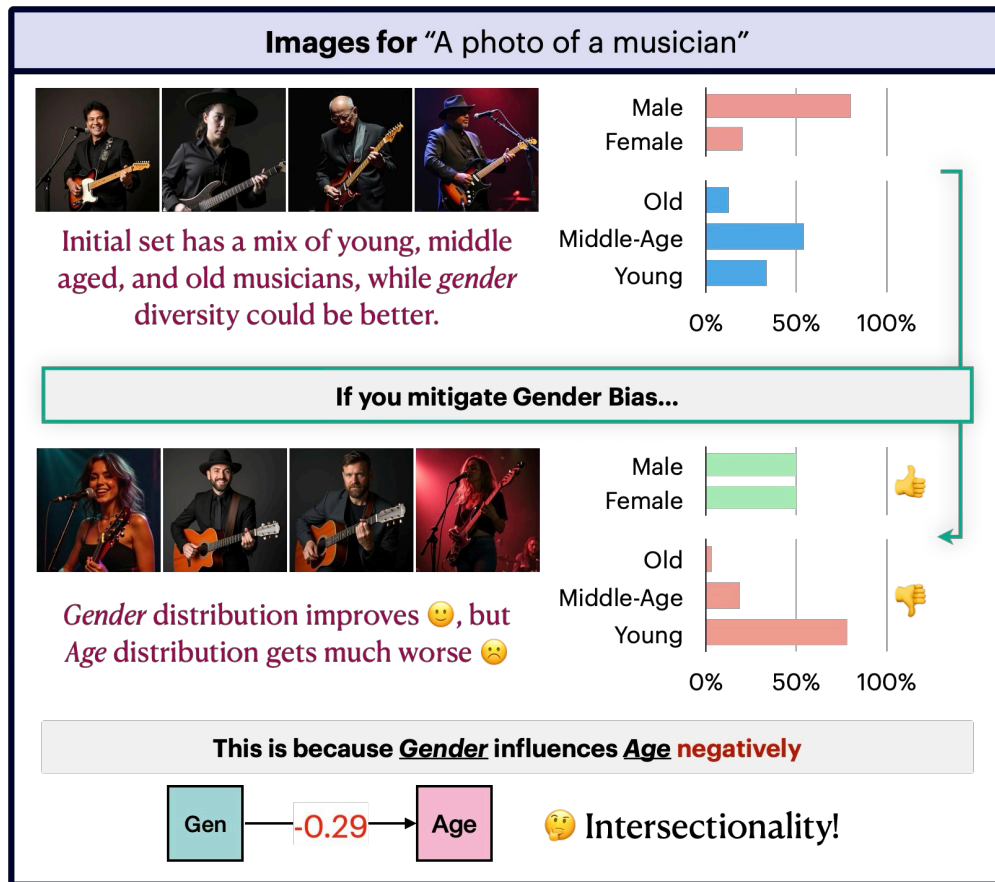 Images for “A photo of a musician”
Male
Female
Old
Middle-Age
Young
0% 50% 100%
Initial set has a mix of young, middle
aged, and old musicians, while gender
diversity could be better.
If you mitigate Gender Bias...
Male
Female
Old
Middle-Age
Young
0% 50% 100%
Gender distribution improves 🙂, but
Age distribution gets much worse ☹️
This is because Gender influences Age negatively
Gen -0.29 Age
🤔 Intersectionality!